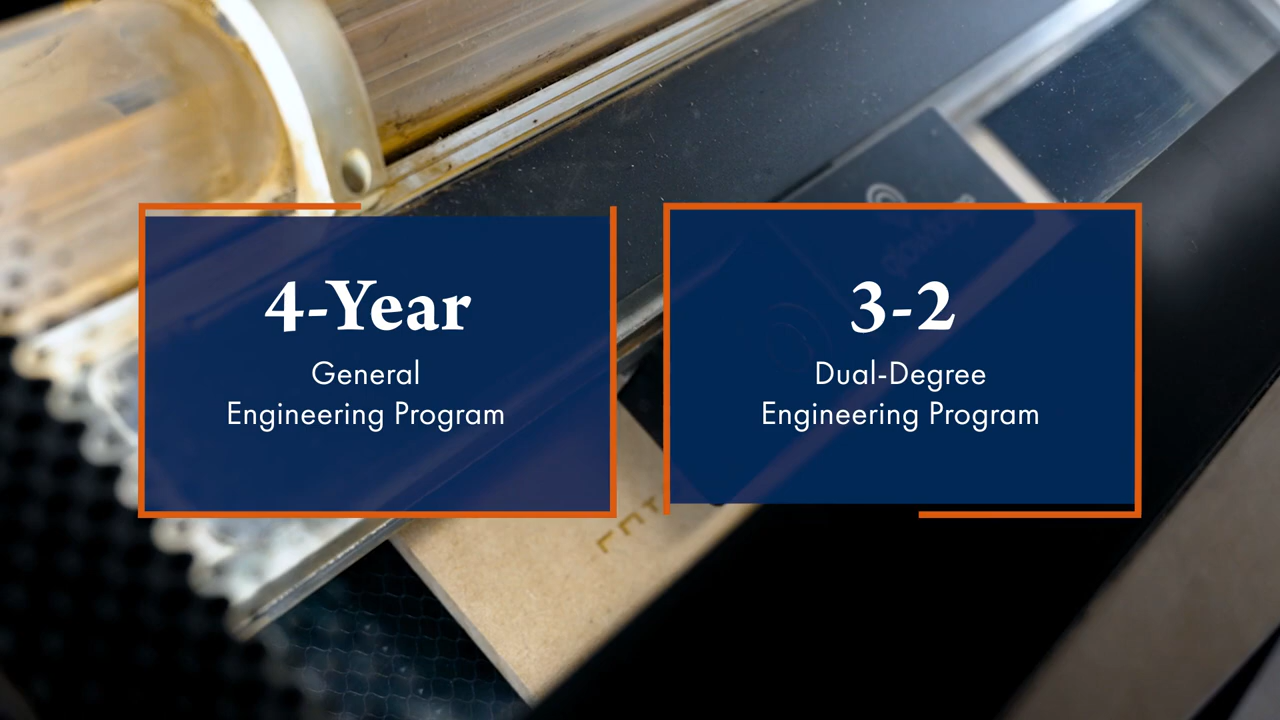 4-Year
General
Engineering Program
3-2
Dual-Degree
Engineering Program